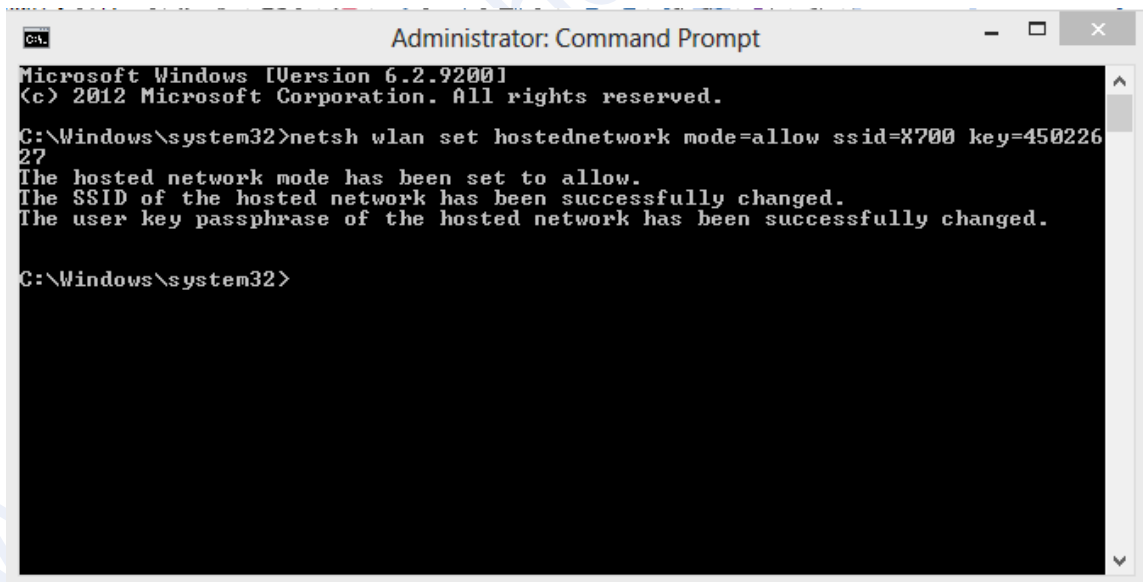 Administrator: Command Prompt
Microsoft Windows [Version 6.2.9200]
(c) 2012 Microsoft Corporation. All rights reserved.
C:\Windows\system32>netsh wlan set hostednetwork mode=allow ssid=X700 key=450226
27
The hosted network mode has been set to allow.
The SSID of the hosted network has been successfully changed.
The user key passphrase of the hosted network has been successfully changed.
C:\Windows\system32>